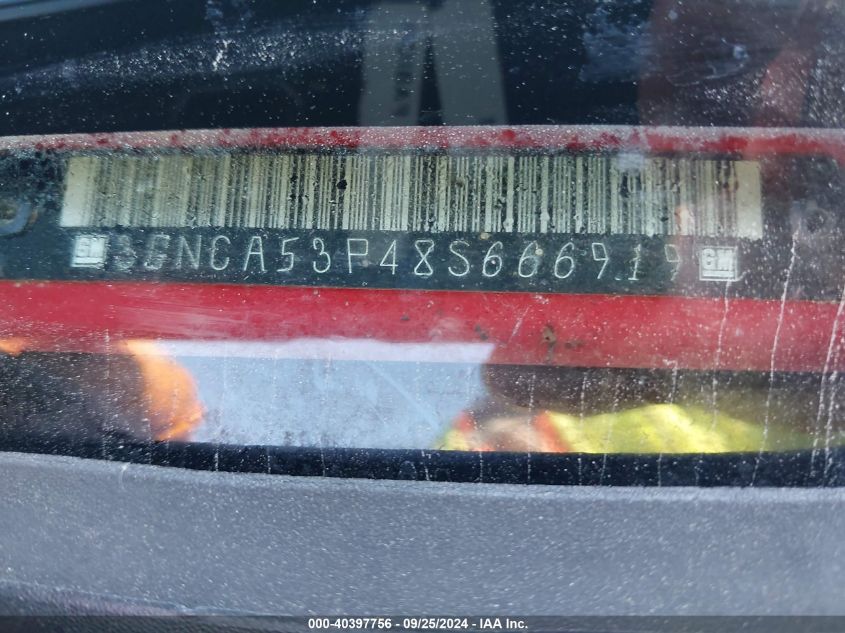 GM 3GNCA53P48S666919 GM
000-40397756 - 09/25/2024 - IAA Inc.